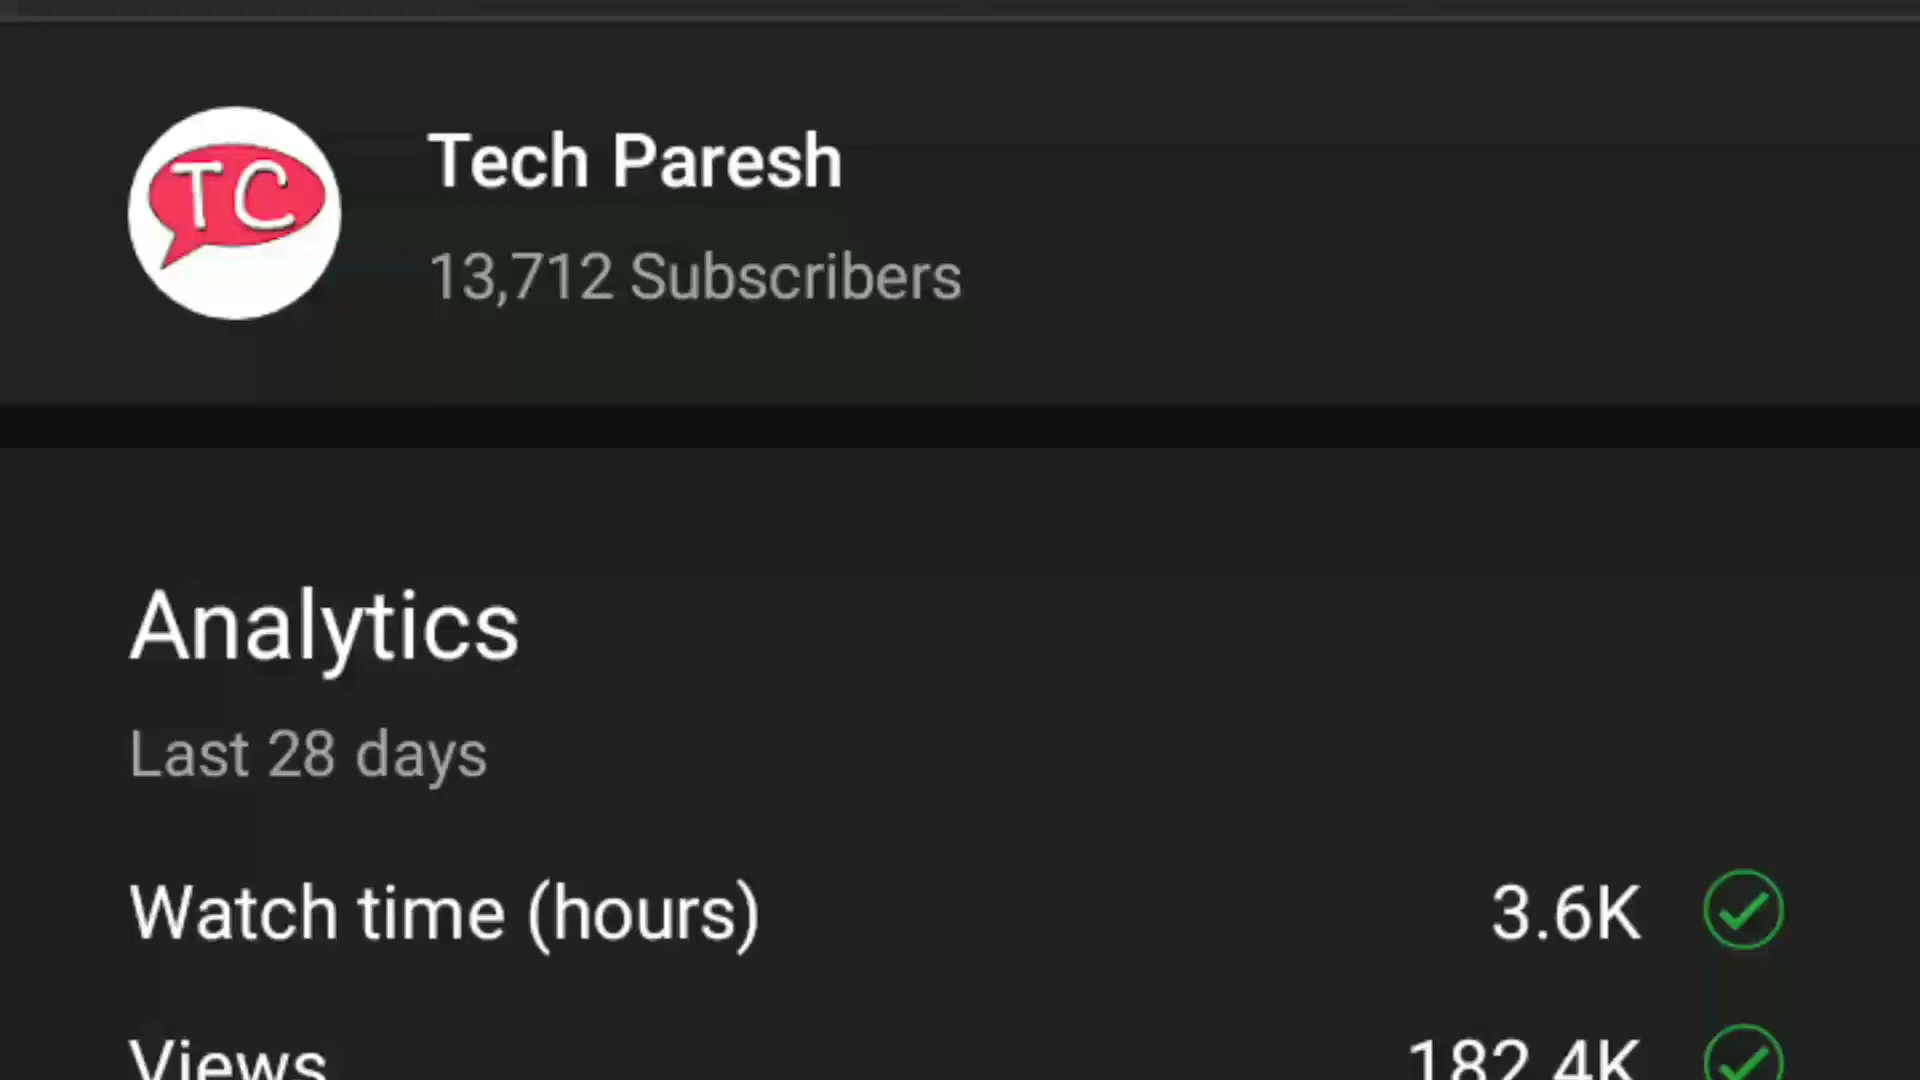 TC
Tech Paresh
13,712 Subscribers
Analytics
Last 28 days
Watch time (hours) 3.6K
Views 182.4K